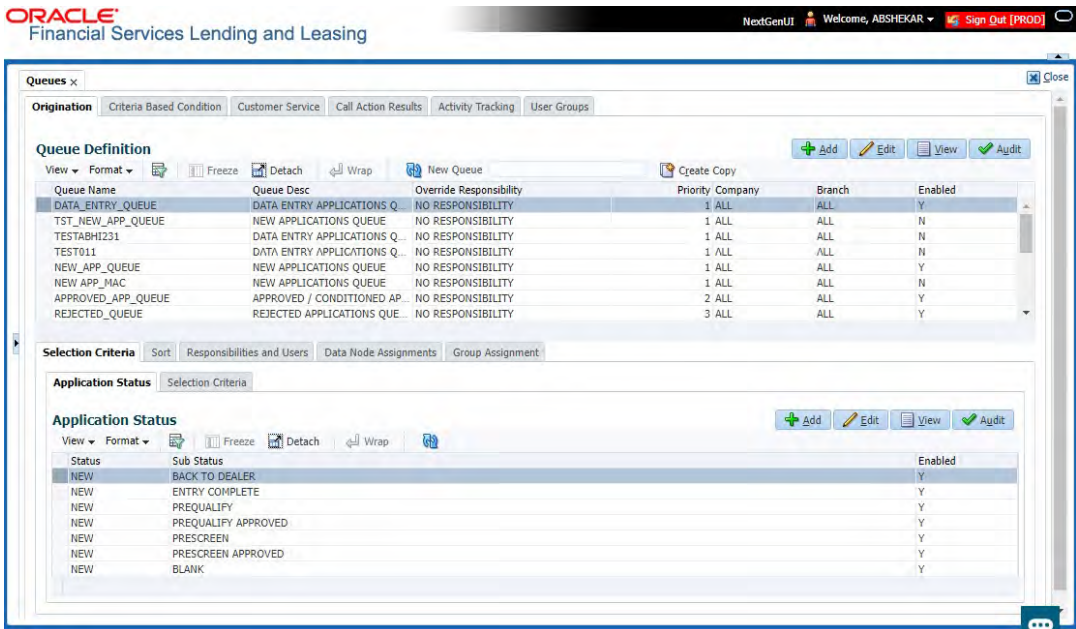 ORACLE®
Financial Services Lending and Leasing
NextGenUI Welcome, ABSHEKAR Sign Out [PROD]
Queues x
Close
Origination Criteria Based Condition Customer Service Call Action Results Activity Tracking User Groups
Queue Definition
Add Edit View Audit
View Format Freeze Detach Wrap New Queue Create Copy
Queue Name Queue Desc Override Responsibility Priority Company Branch Enabled
DATA_ENTRY_QUEUE DATA ENTRY APPLICATIONS Q... NO RESPONSIBILITY 1 ALL ALL Y
TST_NEW_APP_QUEUE NEW APPLICATIONS QUEUE NO RESPONSIBILITY 1 ALL ALL N
TESTABHI231 DATA ENTRY APPLICATIONS Q... NO RESPONSIBILITY 1 ALL ALL N
TEST011 DATA ENTRY APPLICATIONS Q... NO RESPONSIBILITY 1 ALL ALL N
NEW_APP_QUEUE NEW APPLICATIONS QUEUE NO RESPONSIBILITY 1 ALL ALL Y
NEW APP_MAC NEW APPLICATIONS QUEUE NO RESPONSIBILITY 1 ALL ALL N
APPROVED_APP_QUEUE APPROVED / CONDITIONED AP... NO RESPONSIBILITY 2 ALL ALL Y
REJECTED_QUEUE REJECTED APPLICATIONS QUE... NO RESPONSIBILITY 3 ALL ALL Y
Selection Criteria Sort Responsibilities and Users Data Node Assignments Group Assignment
Application Status Selection Criteria
Application Status
Add Edit View Audit
View Format Freeze Detach Wrap
Status Sub Status Enabled
NEW BACK TO DEALER Y
NEW ENTRY COMPLETE Y
NEW PREQUALIFY Y
NEW PREQUALIFY APPROVED Y
NEW PRESCREEN Y
NEW PRESCREEN APPROVED Y
NEW BLANK Y